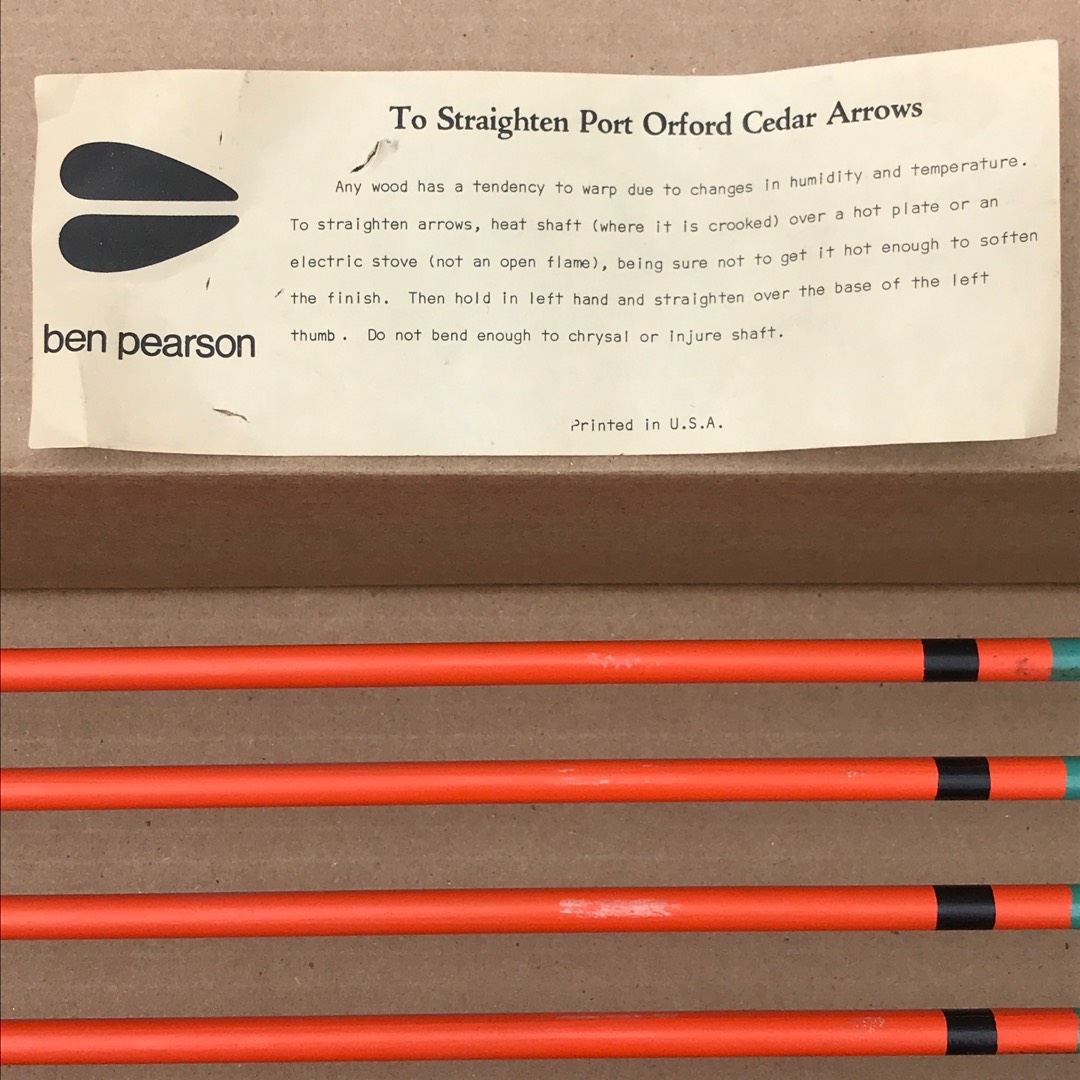 To Straighten Port Orford Cedar Arrows
Any wood has a tendency to warp due to changes in humidity and temperature.
To straighten arrows, heat shaft (where it is crooked) over a hot plate or an
electric stove (not an open flame), being sure not to get it hot enough to soften
the finish. Then hold in left hand and straighten over the base of the left
thumb. Do not bend enough to chrysal or injure shaft.
ben pearson
Printed in U.S.A.